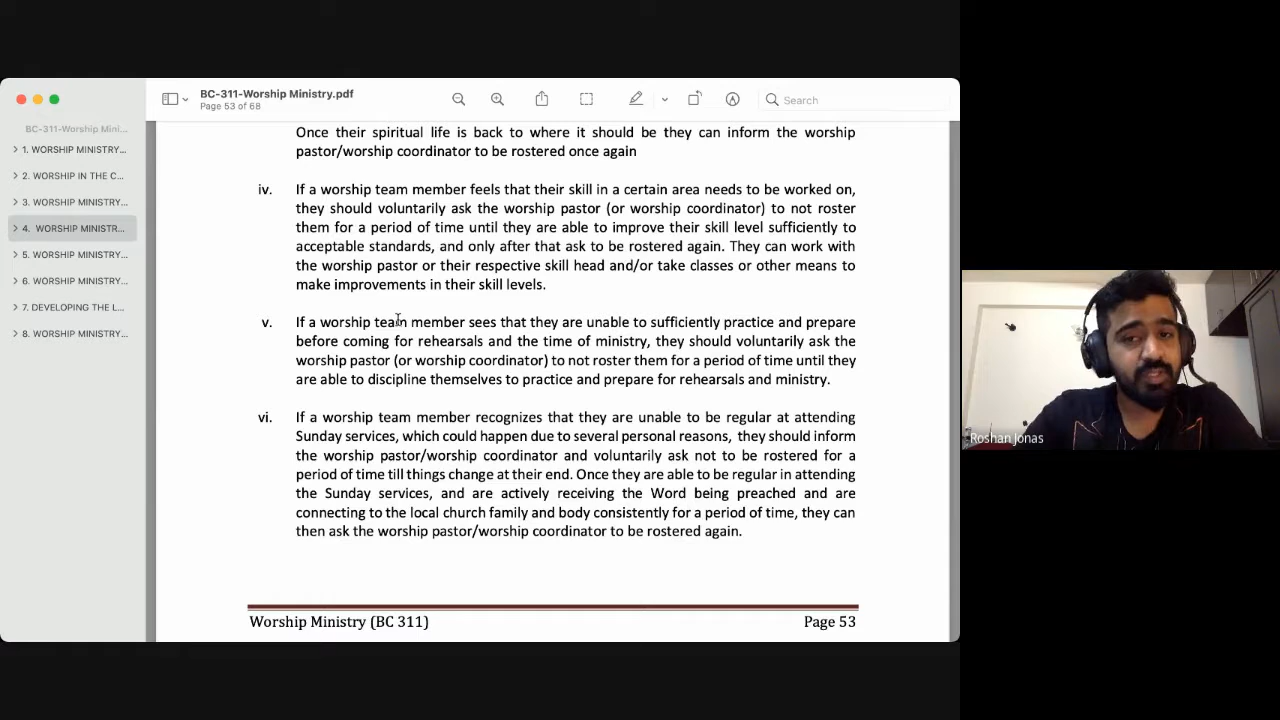 BC-311-Worship Ministry.pdf
Page 53 of 68
Search
BC-311-Worship Mini...
1. WORSHIP MINISTRY...
2. WORSHIP IN THE C...
3. WORSHIP MINISTRY...
4. WORSHIP MINISTR...
5. WORSHIP MINISTRY...
6. WORSHIP MINISTRY...
7. DEVELOPING THE L...
8. WORSHIP MINISTRY...
Once their spiritual life is back to where it should be they can inform the worship
pastor/worship coordinator to be rostered once again
iv. If a worship team member feels that their skill in a certain area needs to be worked on,
they should voluntarily ask the worship pastor (or worship coordinator) to not roster
them for a period of time until they are able to improve their skill level sufficiently to
acceptable standards, and only after that ask to be rostered again. They can work with
the worship pastor or their respective skill head and/or take classes or other means to
make improvements in their skill levels.
v. If a worship team member sees that they are unable to sufficiently practice and prepare
before coming for rehearsals and the time of ministry, they should voluntarily ask the
worship pastor (or worship coordinator) to not roster them for a period of time until they
are able to discipline themselves to practice and prepare for rehearsals and ministry.
vi. If a worship team member recognizes that they are unable to be regular at attending
Sunday services, which could happen due to several personal reasons, they should inform
the worship pastor/worship coordinator and voluntarily ask not to be rostered for a
period of time till things change at their end. Once they are able to be regular in attending
the Sunday services, and are actively receiving the Word being preached and are
connecting to the local church family and body consistently for a period of time, they can
then ask the worship pastor/worship coordinator to be rostered again.
Worship Ministry (BC 311) Page 53
Roshan Jonas